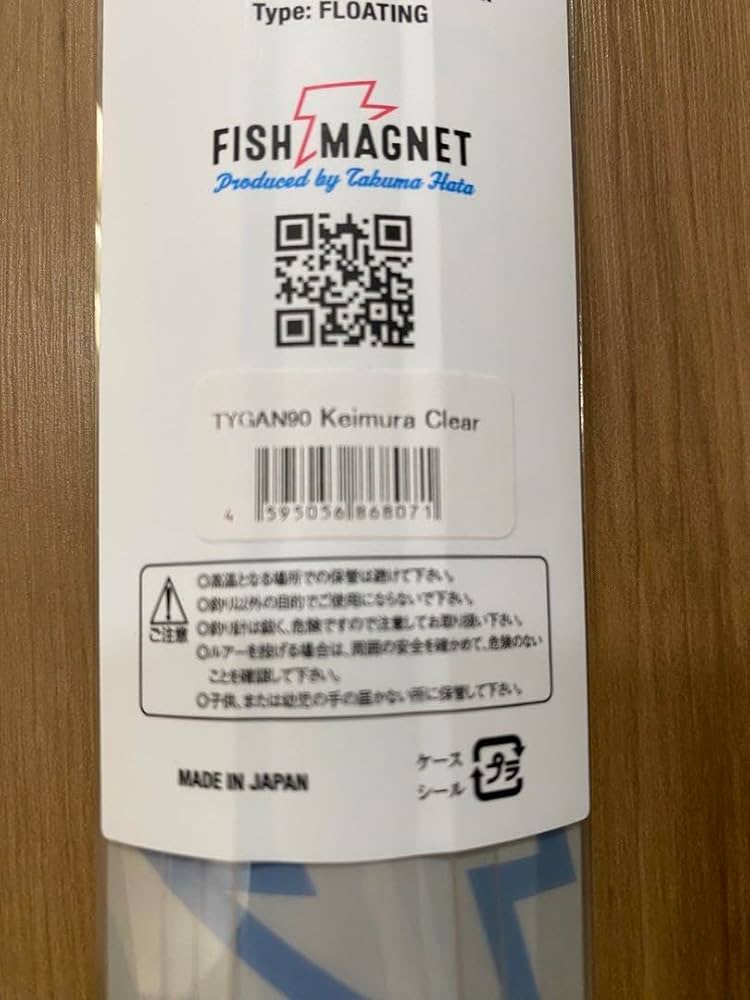 Type: FLOATING
FISH MAGNET
Produced by Takuma Hata
TYGAN90 Keimura Clear
4 595056 868071
○高温となる場所での保管は避けて下さい。
○釣り以外の目的でご使用にならないで下さい。
○釣り針は鋭く、危険ですので注意してお取り扱い下さい。
○ルアーを投げる場合は、周囲の安全を確かめて、危険のない
ことを確認して下さい。
○子供、または幼児の手の届かない所に保管して下さい。
ご注意
MADE IN JAPAN
ケース
シール
プラ